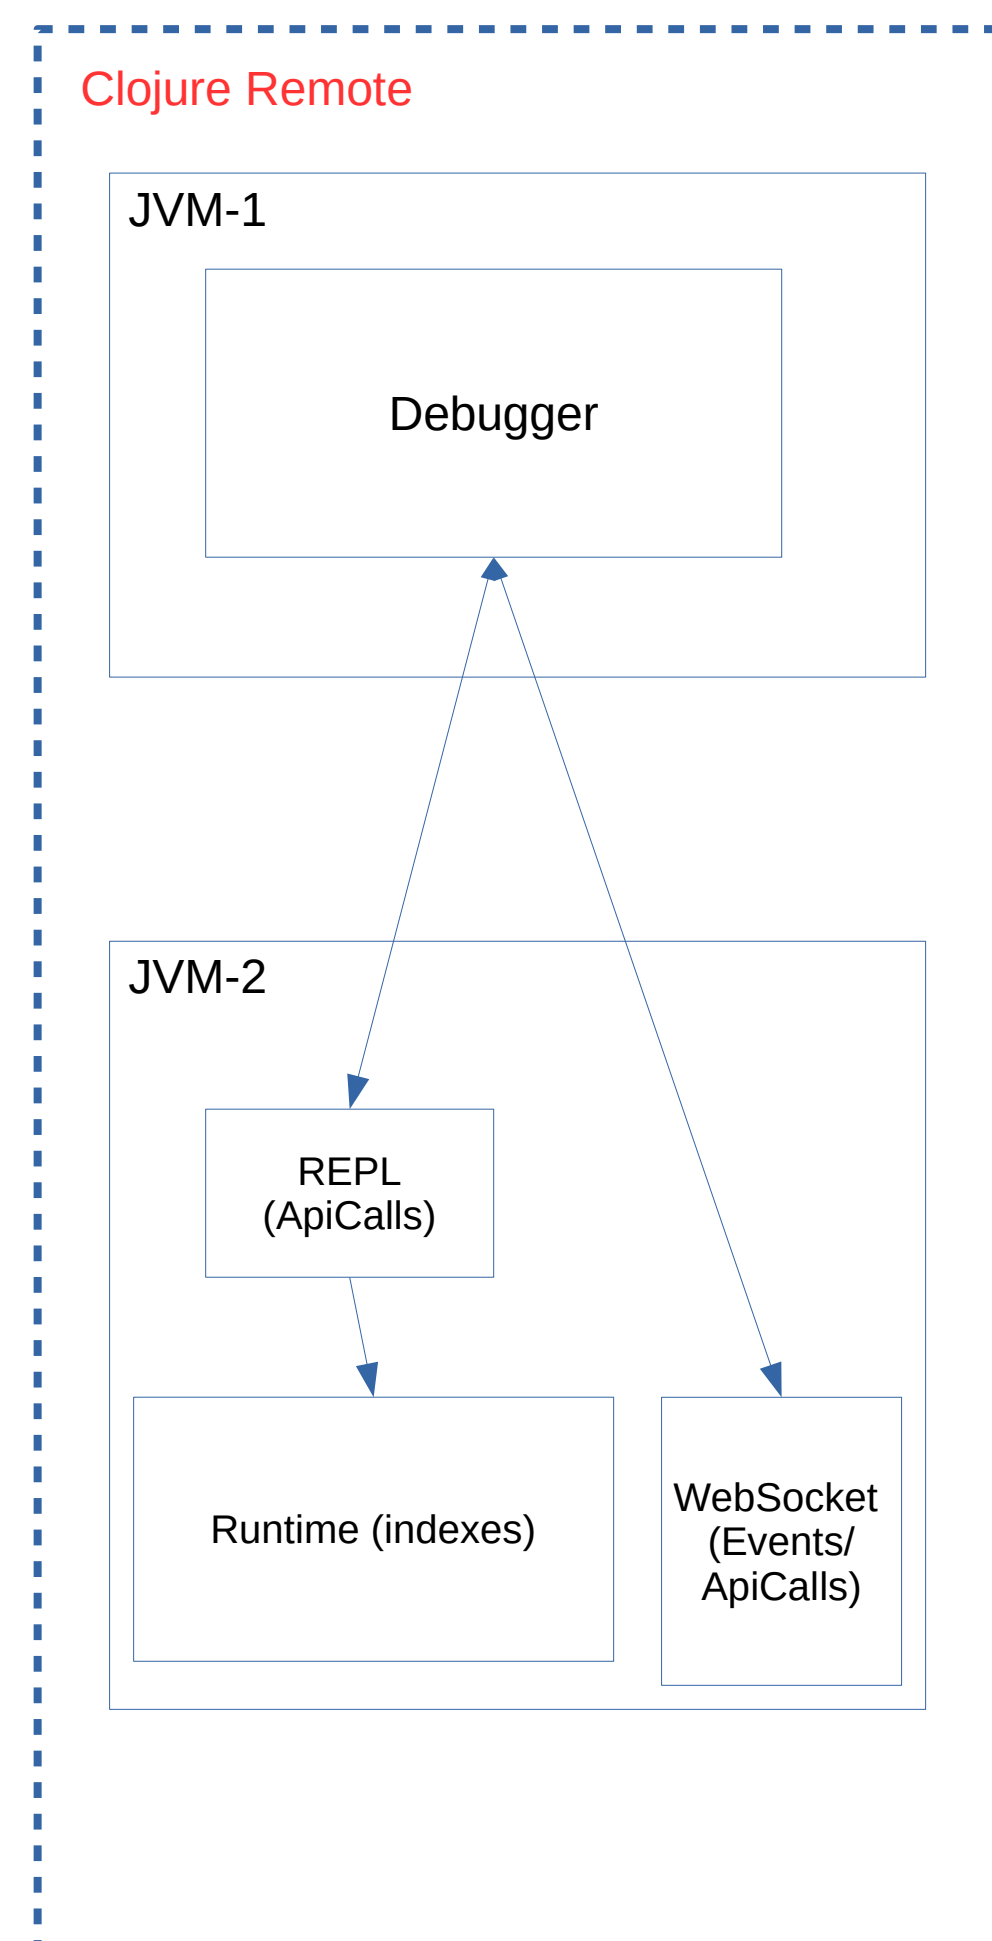 Clojure Remote
JVM-1
Debugger
JVM-2
REPL
(ApiCalls)
Runtime (indexes)
WebSocket
(Events/
ApiCalls)